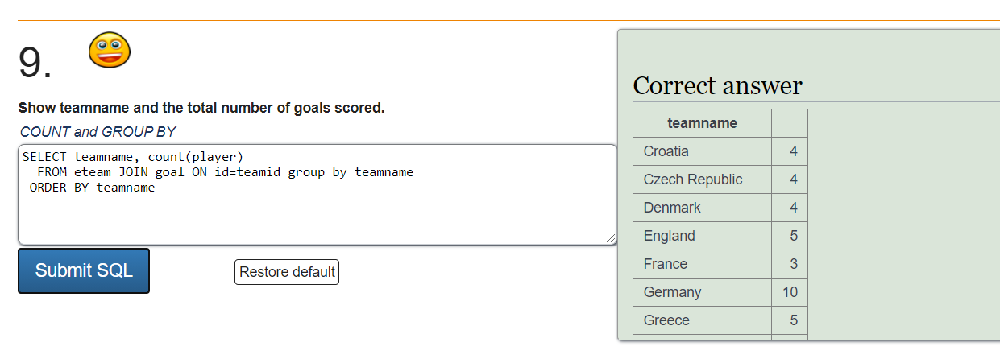 9.
Show teamname and the total number of goals scored.
COUNT and GROUP BY
SELECT teamname, count(player)
FROM eteam JOIN goal ON id=teamid group by teamname
ORDER BY teamname
Submit SQL
Restore default
Correct answer
teamname
Croatia 4
Czech Republic 4
Denmark 4
England 5
France 3
Germany 10
Greece 5